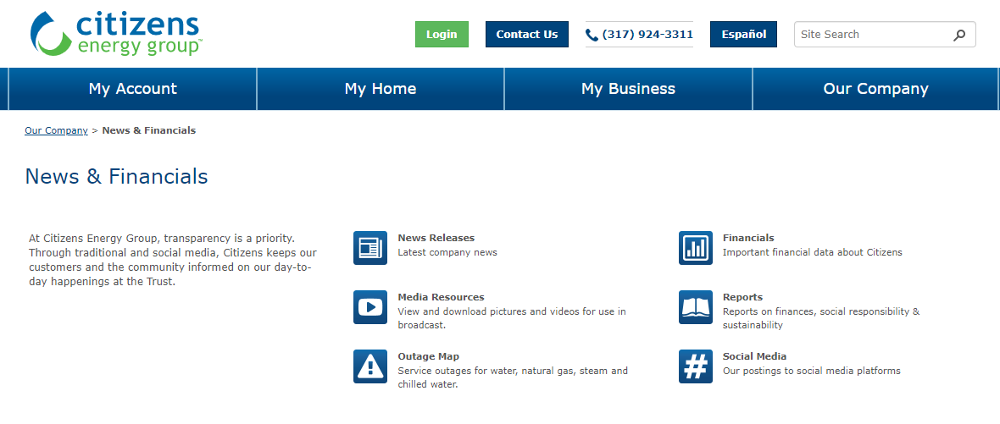 citizens
energy group™
Login
Contact Us
(317) 924-3311
Español
Site Search
My Account
My Home
My Business
Our Company
Our Company > News & Financials
News & Financials
At Citizens Energy Group, transparency is a priority.
Through traditional and social media, Citizens keeps our
customers and the community informed on our day-to-
day happenings at the Trust.
News Releases
Latest company news
Financials
Important financial data about Citizens
Media Resources
View and download pictures and videos for use in
broadcast.
Reports
Reports on finances, social responsibility &
sustainability
Outage Map
Service outages for water, natural gas, steam and
chilled water.
#
Social Media
Our postings to social media platforms